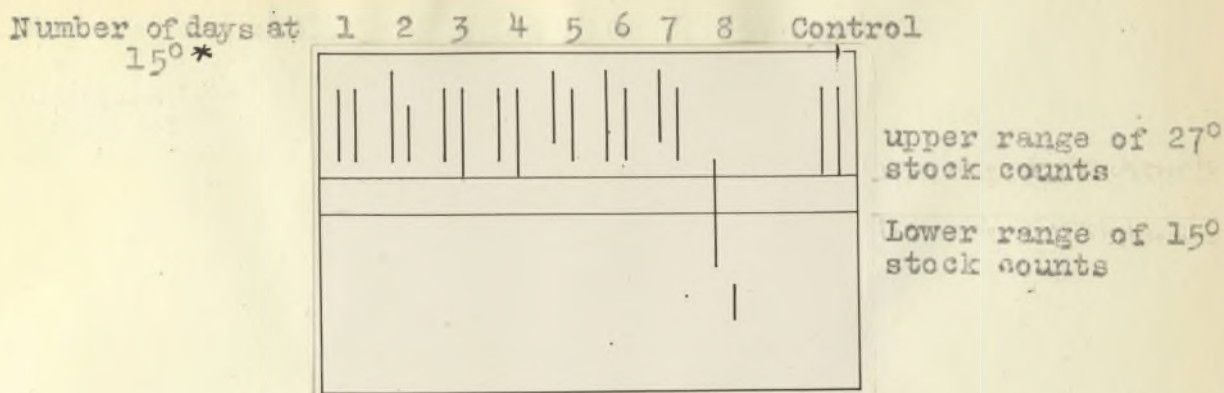 Number of days at 1 2 3 4 5 6 7 8 Control
15° *
upper range of 27°
stock counts
Lower range of 15°
stock counts